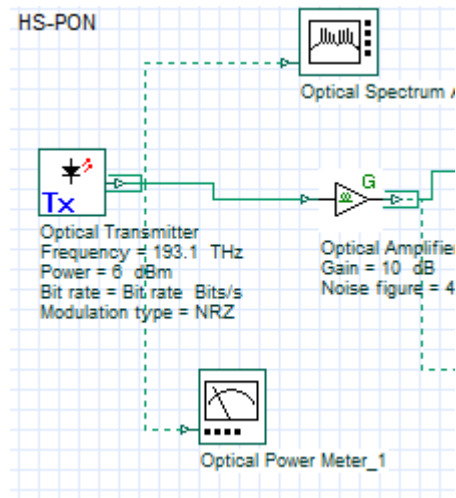 HS-PON
Optical Spectrum
Tx
G
Optical Transmitter
Frequency = 193.1 THz
Power = 6 dBm
Bit rate = Bit rate Bits/s
Modulation type = NRZ
Optical Amplifier
Gain = 10 dB
Noise figure = 4
Optical Power Meter_1